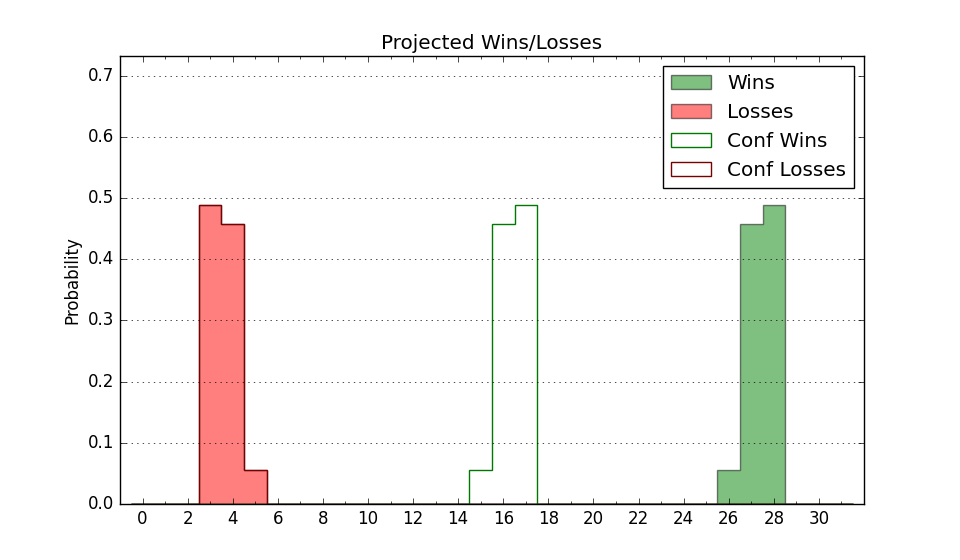 Projected Wins/Losses
Wins
Losses
Conf Wins
Conf Losses
Probability
0.7
0.6
0.5
0.4
0.3
0.2
0.1
0.0
0 2 4 6 8 10 12 14 16 18 20 22 24 26 28 30